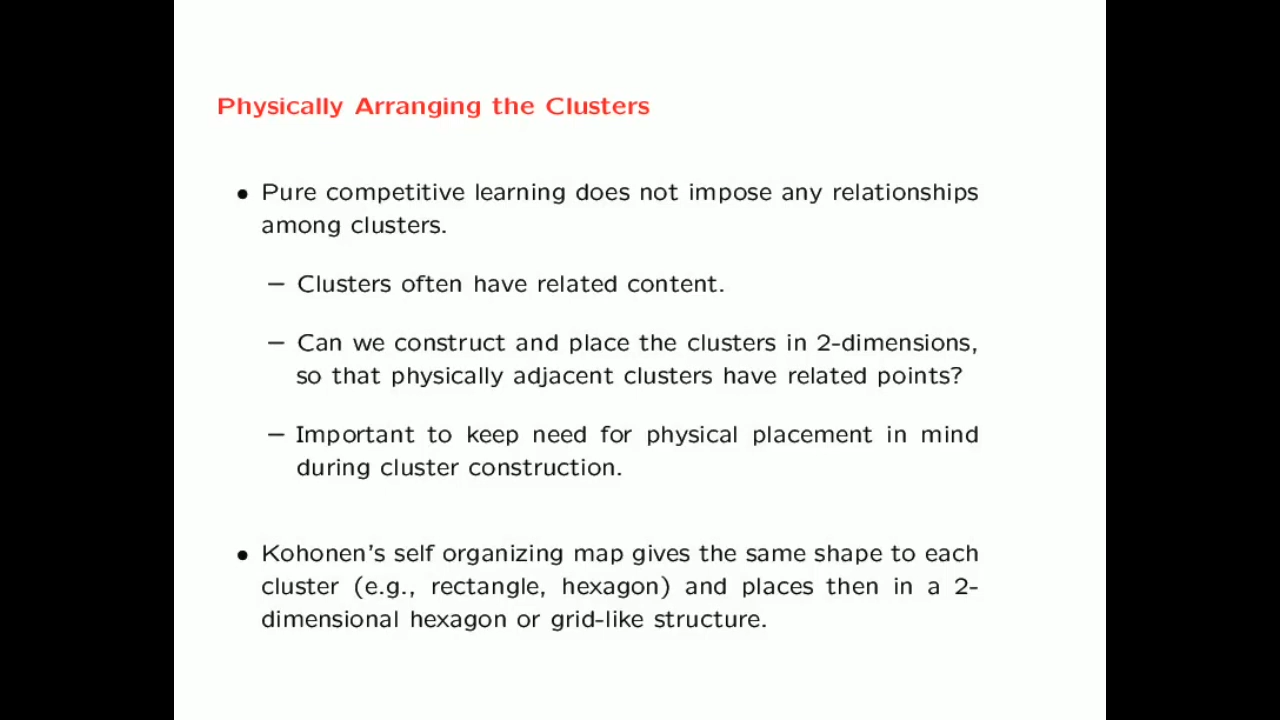 Physically Arranging the Clusters
• Pure competitive learning does not impose any relationships
among clusters.
– Clusters often have related content.
– Can we construct and place the clusters in 2-dimensions,
so that physically adjacent clusters have related points?
– Important to keep need for physical placement in mind
during cluster construction.
• Kohonen's self organizing map gives the same shape to each
cluster (e.g., rectangle, hexagon) and places then in a 2-
dimensional hexagon or grid-like structure.